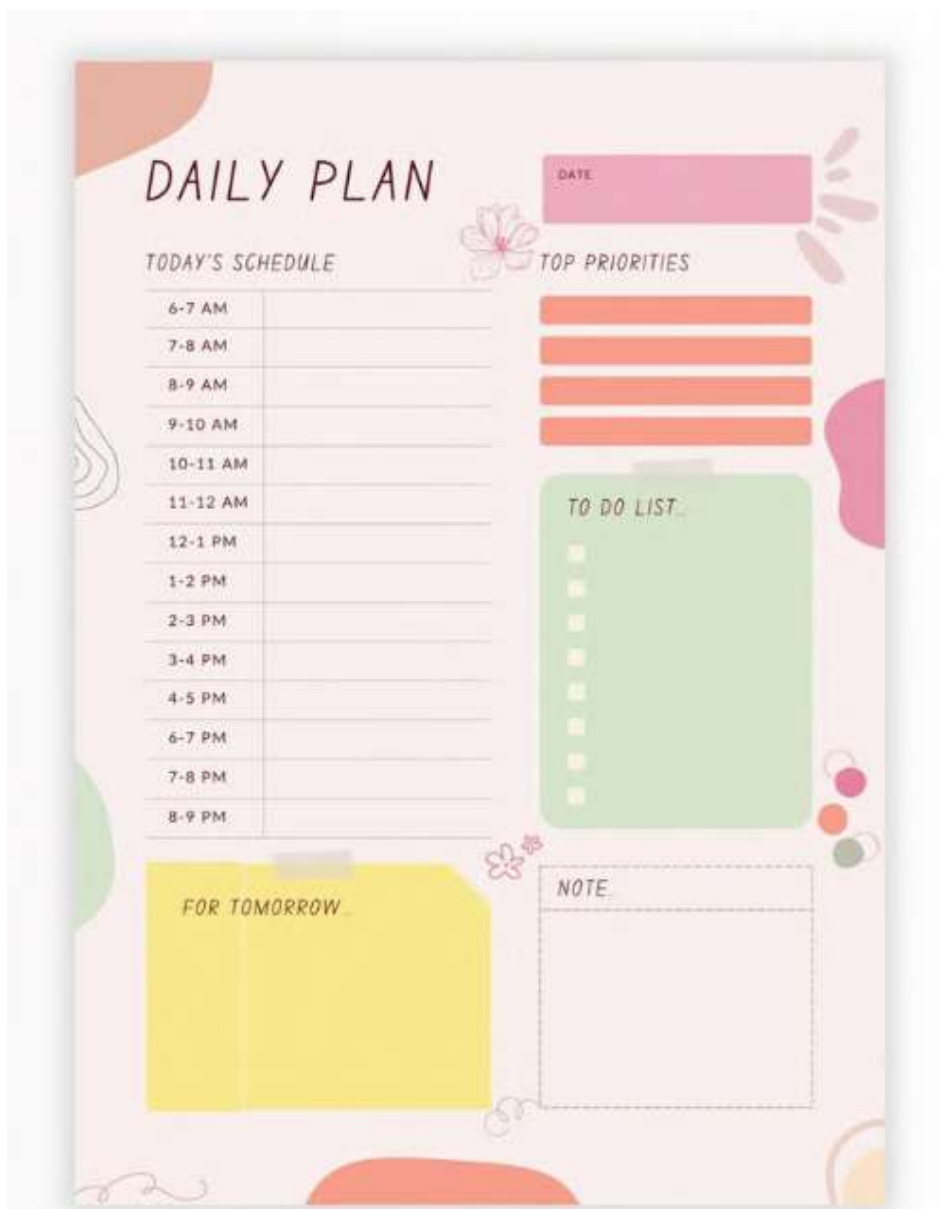 DAILY PLAN
DATE
TODAY'S SCHEDULE
6-7 AM
7-8 AM
8-9 AM
9-10 AM
10-11 AM
11-12 AM
12-1 PM
1-2 PM
2-3 PM
3-4 PM
4-5 PM
6-7 PM
7-8 PM
8-9 PM
TOP PRIORITIES
TO DO LIST...
FOR TOMORROW...
NOTE..